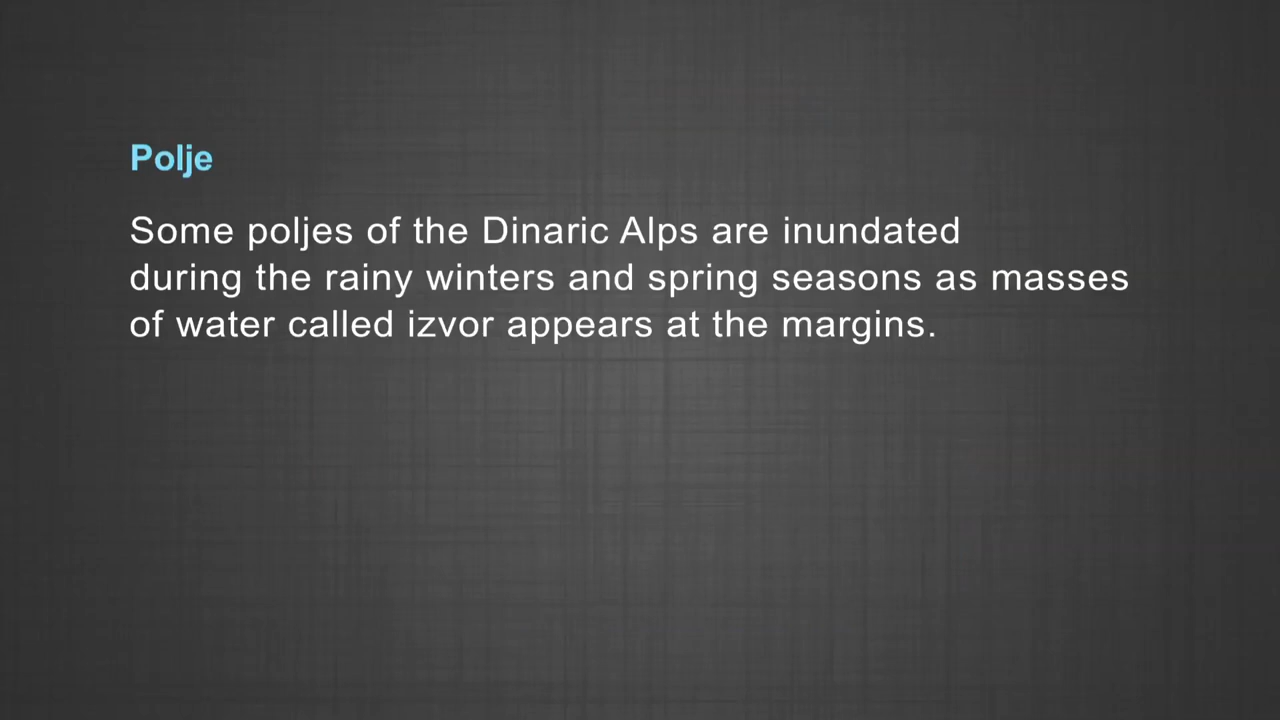 Polje
Some poljes of the Dinaric Alps are inundated
during the rainy winters and spring seasons as masses
of water called izvor appears at the margins.